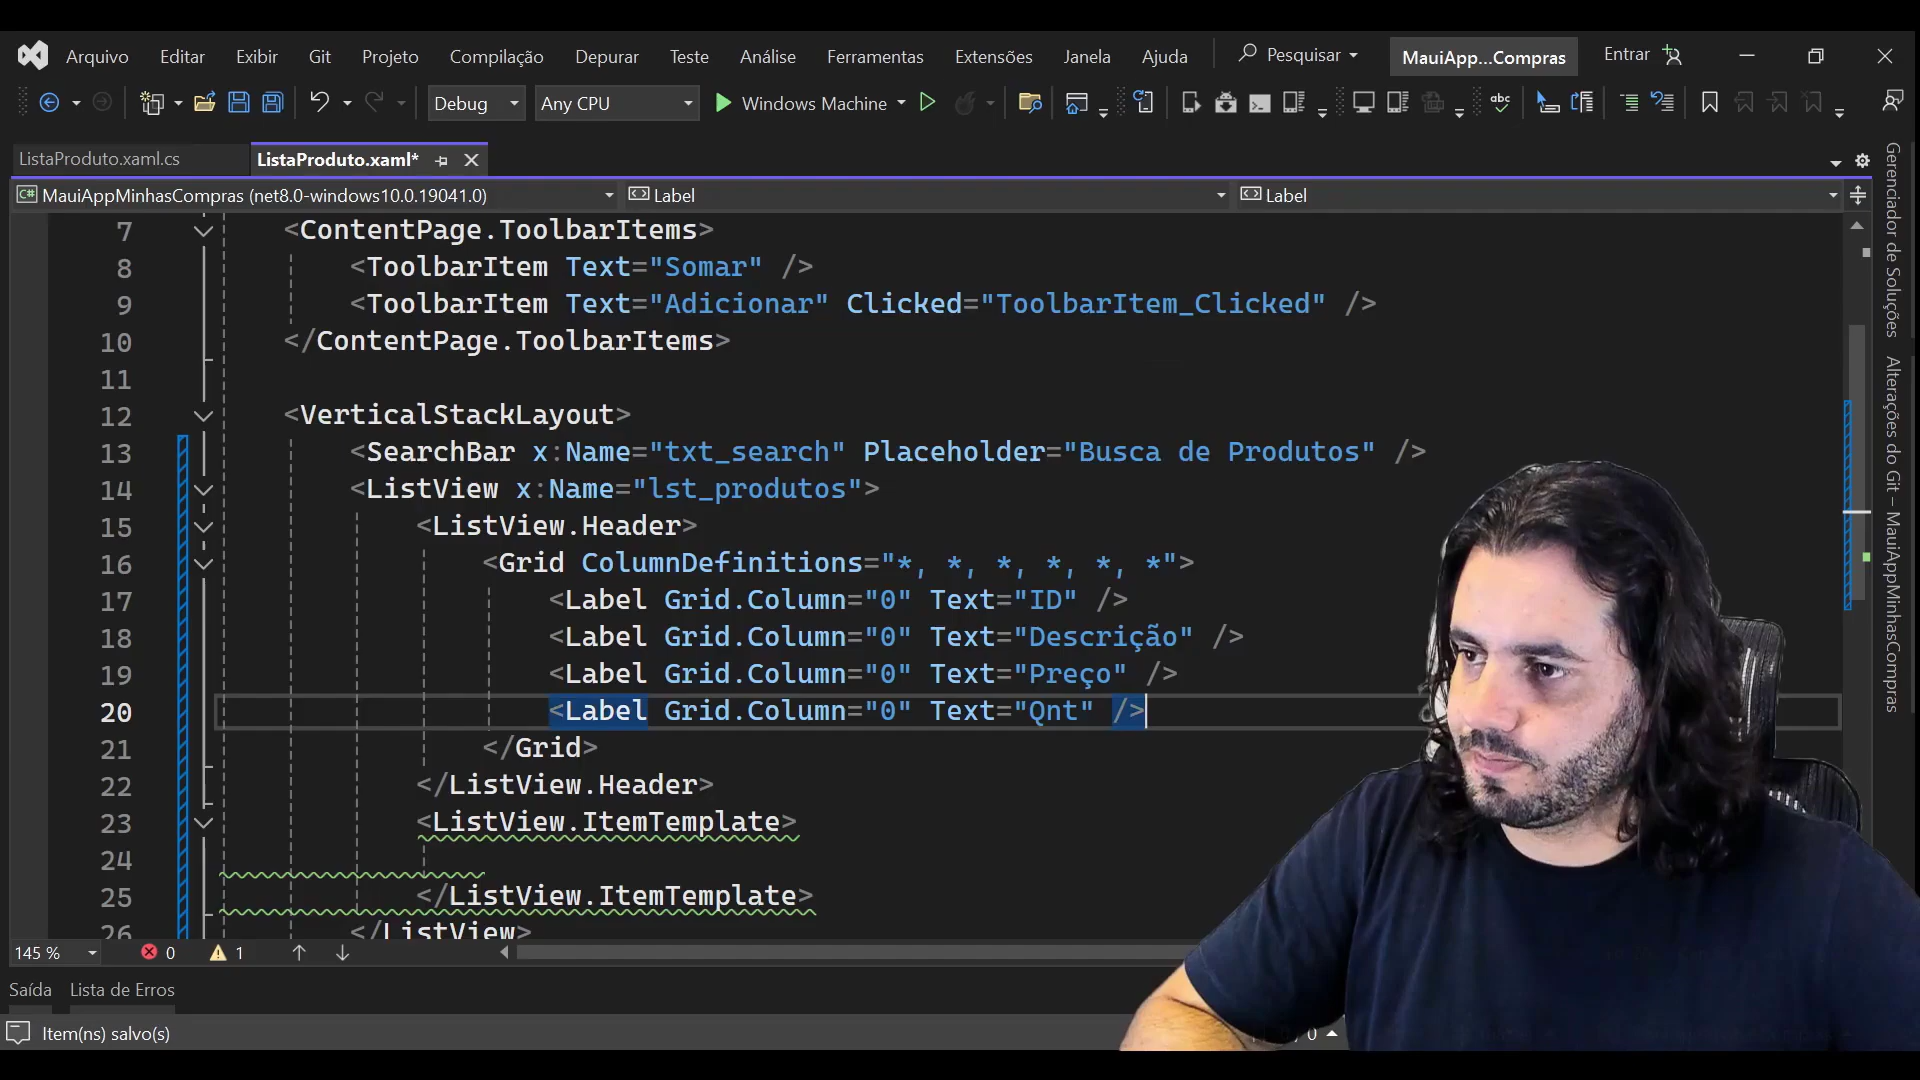 Arquivo Editar Exibir Git Projeto Compilação Depurar Teste Análise Ferramentas Extensões Janela Ajuda Pesquisar MauiApp...Compras Entrar
Debug Any CPU Windows Machine
ListaProduto.xaml.cs ListaProduto.xaml*
MauiAppMinhasCompras (net8.0-windows10.0.19041.0) Label Label
7 <ContentPage.ToolbarItems>
8 <ToolbarItem Text="Somar" />
9 <ToolbarItem Text="Adicionar" Clicked="ToolbarItem_Clicked" />
10 </ContentPage.ToolbarItems>
11
12 <VerticalStackLayout>
13 <SearchBar x:Name="txt_search" Placeholder="Busca de Produtos" />
14 <ListView x:Name="lst_produtos">
15 <ListView.Header>
16 <Grid ColumnDefinitions="*, *, *, *, *, *">
17 <Label Grid.Column="0" Text="ID" />
18 <Label Grid.Column="0" Text="Descrição" />
19 <Label Grid.Column="0" Text="Preço" />
20 <Label Grid.Column="0" Text="Qnt" />
21 </Grid>
22 </ListView.Header>
23 <ListView.ItemTemplate>
24
25 </ListView.ItemTemplate>
26 </ListView>
145 % 0 1
Saída Lista de Erros
Item(ns) salvo(s) 0
Gerenciador de Soluções
Alterações do Git – MauiAppMinhasCompras